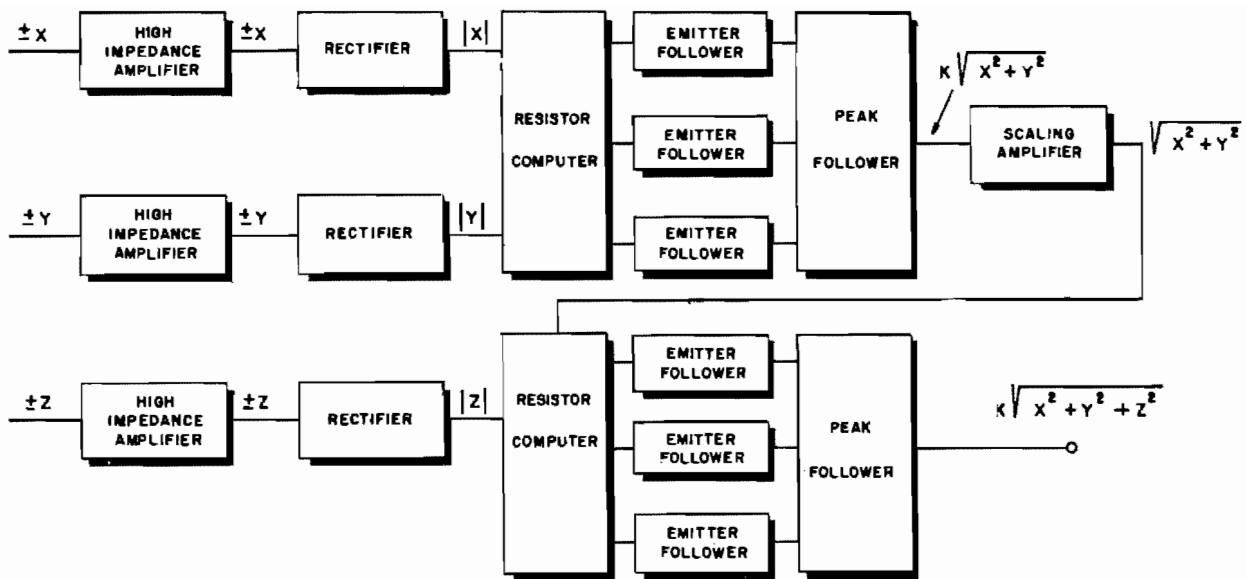 ±X
HIGH
IMPEDANCE
AMPLIFIER
±X
RECTIFIER
|X|
RESISTOR
COMPUTER
EMITTER
FOLLOWER
EMITTER
FOLLOWER
EMITTER
FOLLOWER
PEAK
FOLLOWER
K√(X²+Y²)
SCALING
AMPLIFIER
√(X²+Y²)
±Y
HIGH
IMPEDANCE
AMPLIFIER
±Y
RECTIFIER
|Y|
±Z
HIGH
IMPEDANCE
AMPLIFIER
±Z
RECTIFIER
|Z|
RESISTOR
COMPUTER
EMITTER
FOLLOWER
EMITTER
FOLLOWER
EMITTER
FOLLOWER
PEAK
FOLLOWER
K√(X²+Y²+Z²)